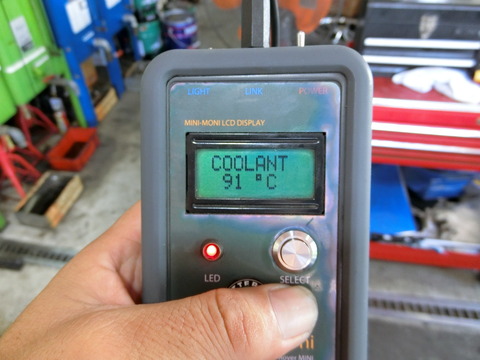 LIGHT LINK POWER
MINI-MONI LCD DISPLAY
COOLANT
91 °C
LED SELECT